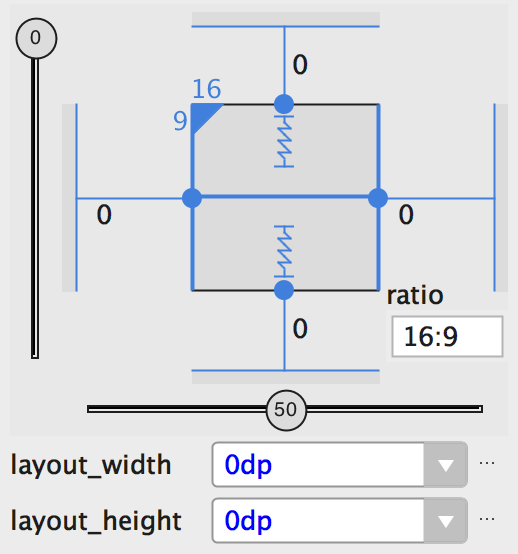 0
0
16
9
0
0
ratio
16:9
0
50
layout_width
0dp
...
layout_height
0dp
...